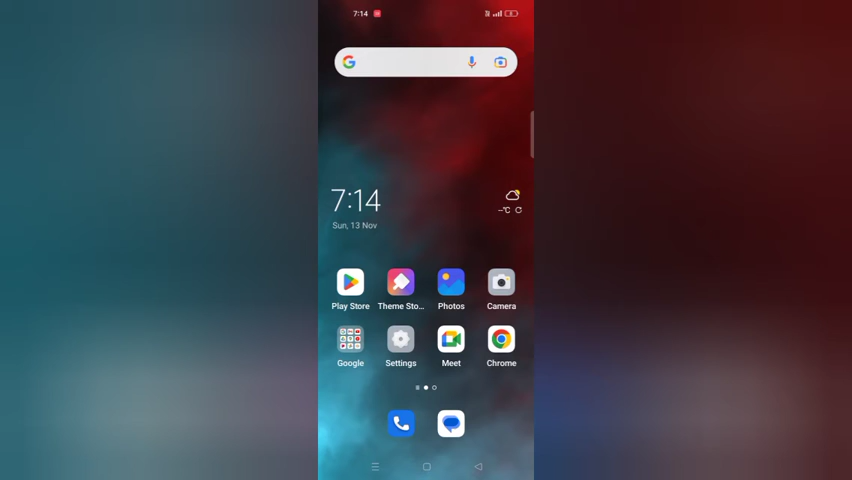 7:14
7:14
--°C
Sun, 13 Nov
Play Store
Theme Sto...
Photos
Camera
Google
Settings
Meet
Chrome